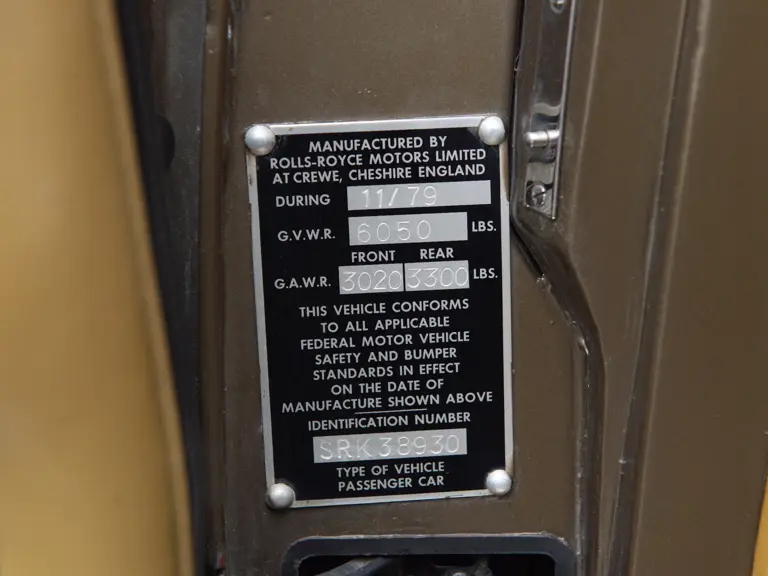 MANUFACTURED BY
ROLLS-ROYCE MOTORS LIMITED
AT CREWE, CHESHIRE ENGLAND
DURING 11/79
G.V.W.R. 6050 LBS.
FRONT REAR
G.A.W.R. 3020 3300 LBS.
THIS VEHICLE CONFORMS
TO ALL APPLICABLE
FEDERAL MOTOR VEHICLE
SAFETY AND BUMPER
STANDARDS IN EFFECT
ON THE DATE OF
MANUFACTURE SHOWN ABOVE
IDENTIFICATION NUMBER
SRK38930
TYPE OF VEHICLE
PASSENGER CAR